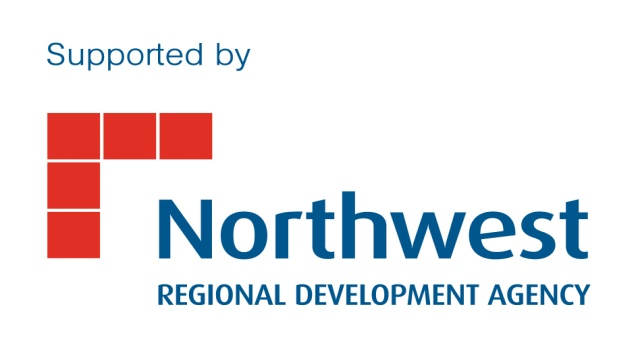 Supported by
Northwest
REGIONAL DEVELOPMENT AGENCY